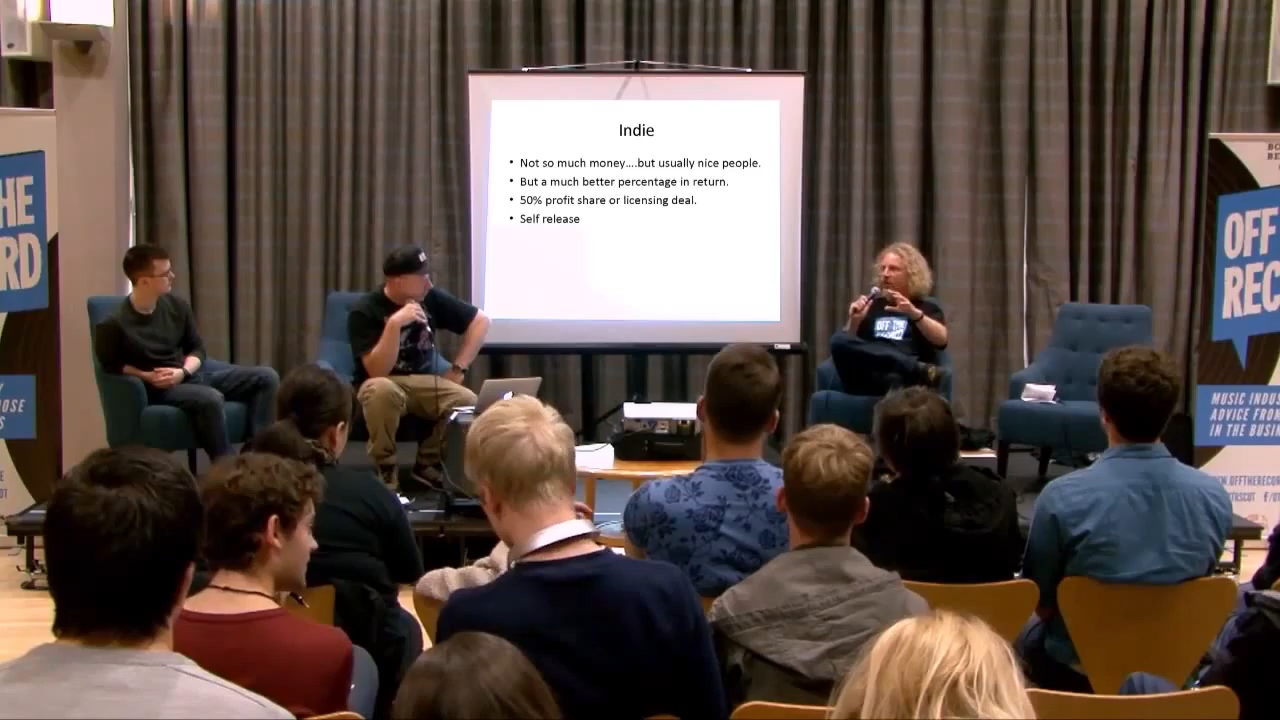 Indie
• Not so much money....but usually nice people.
• But a much better percentage in return.
• 50% profit share or licensing deal.
• Self release
HE
RD
OFF THE
OFF
REC
MUSIC INDUS
ADVICE FROM
IN THE BUSIN